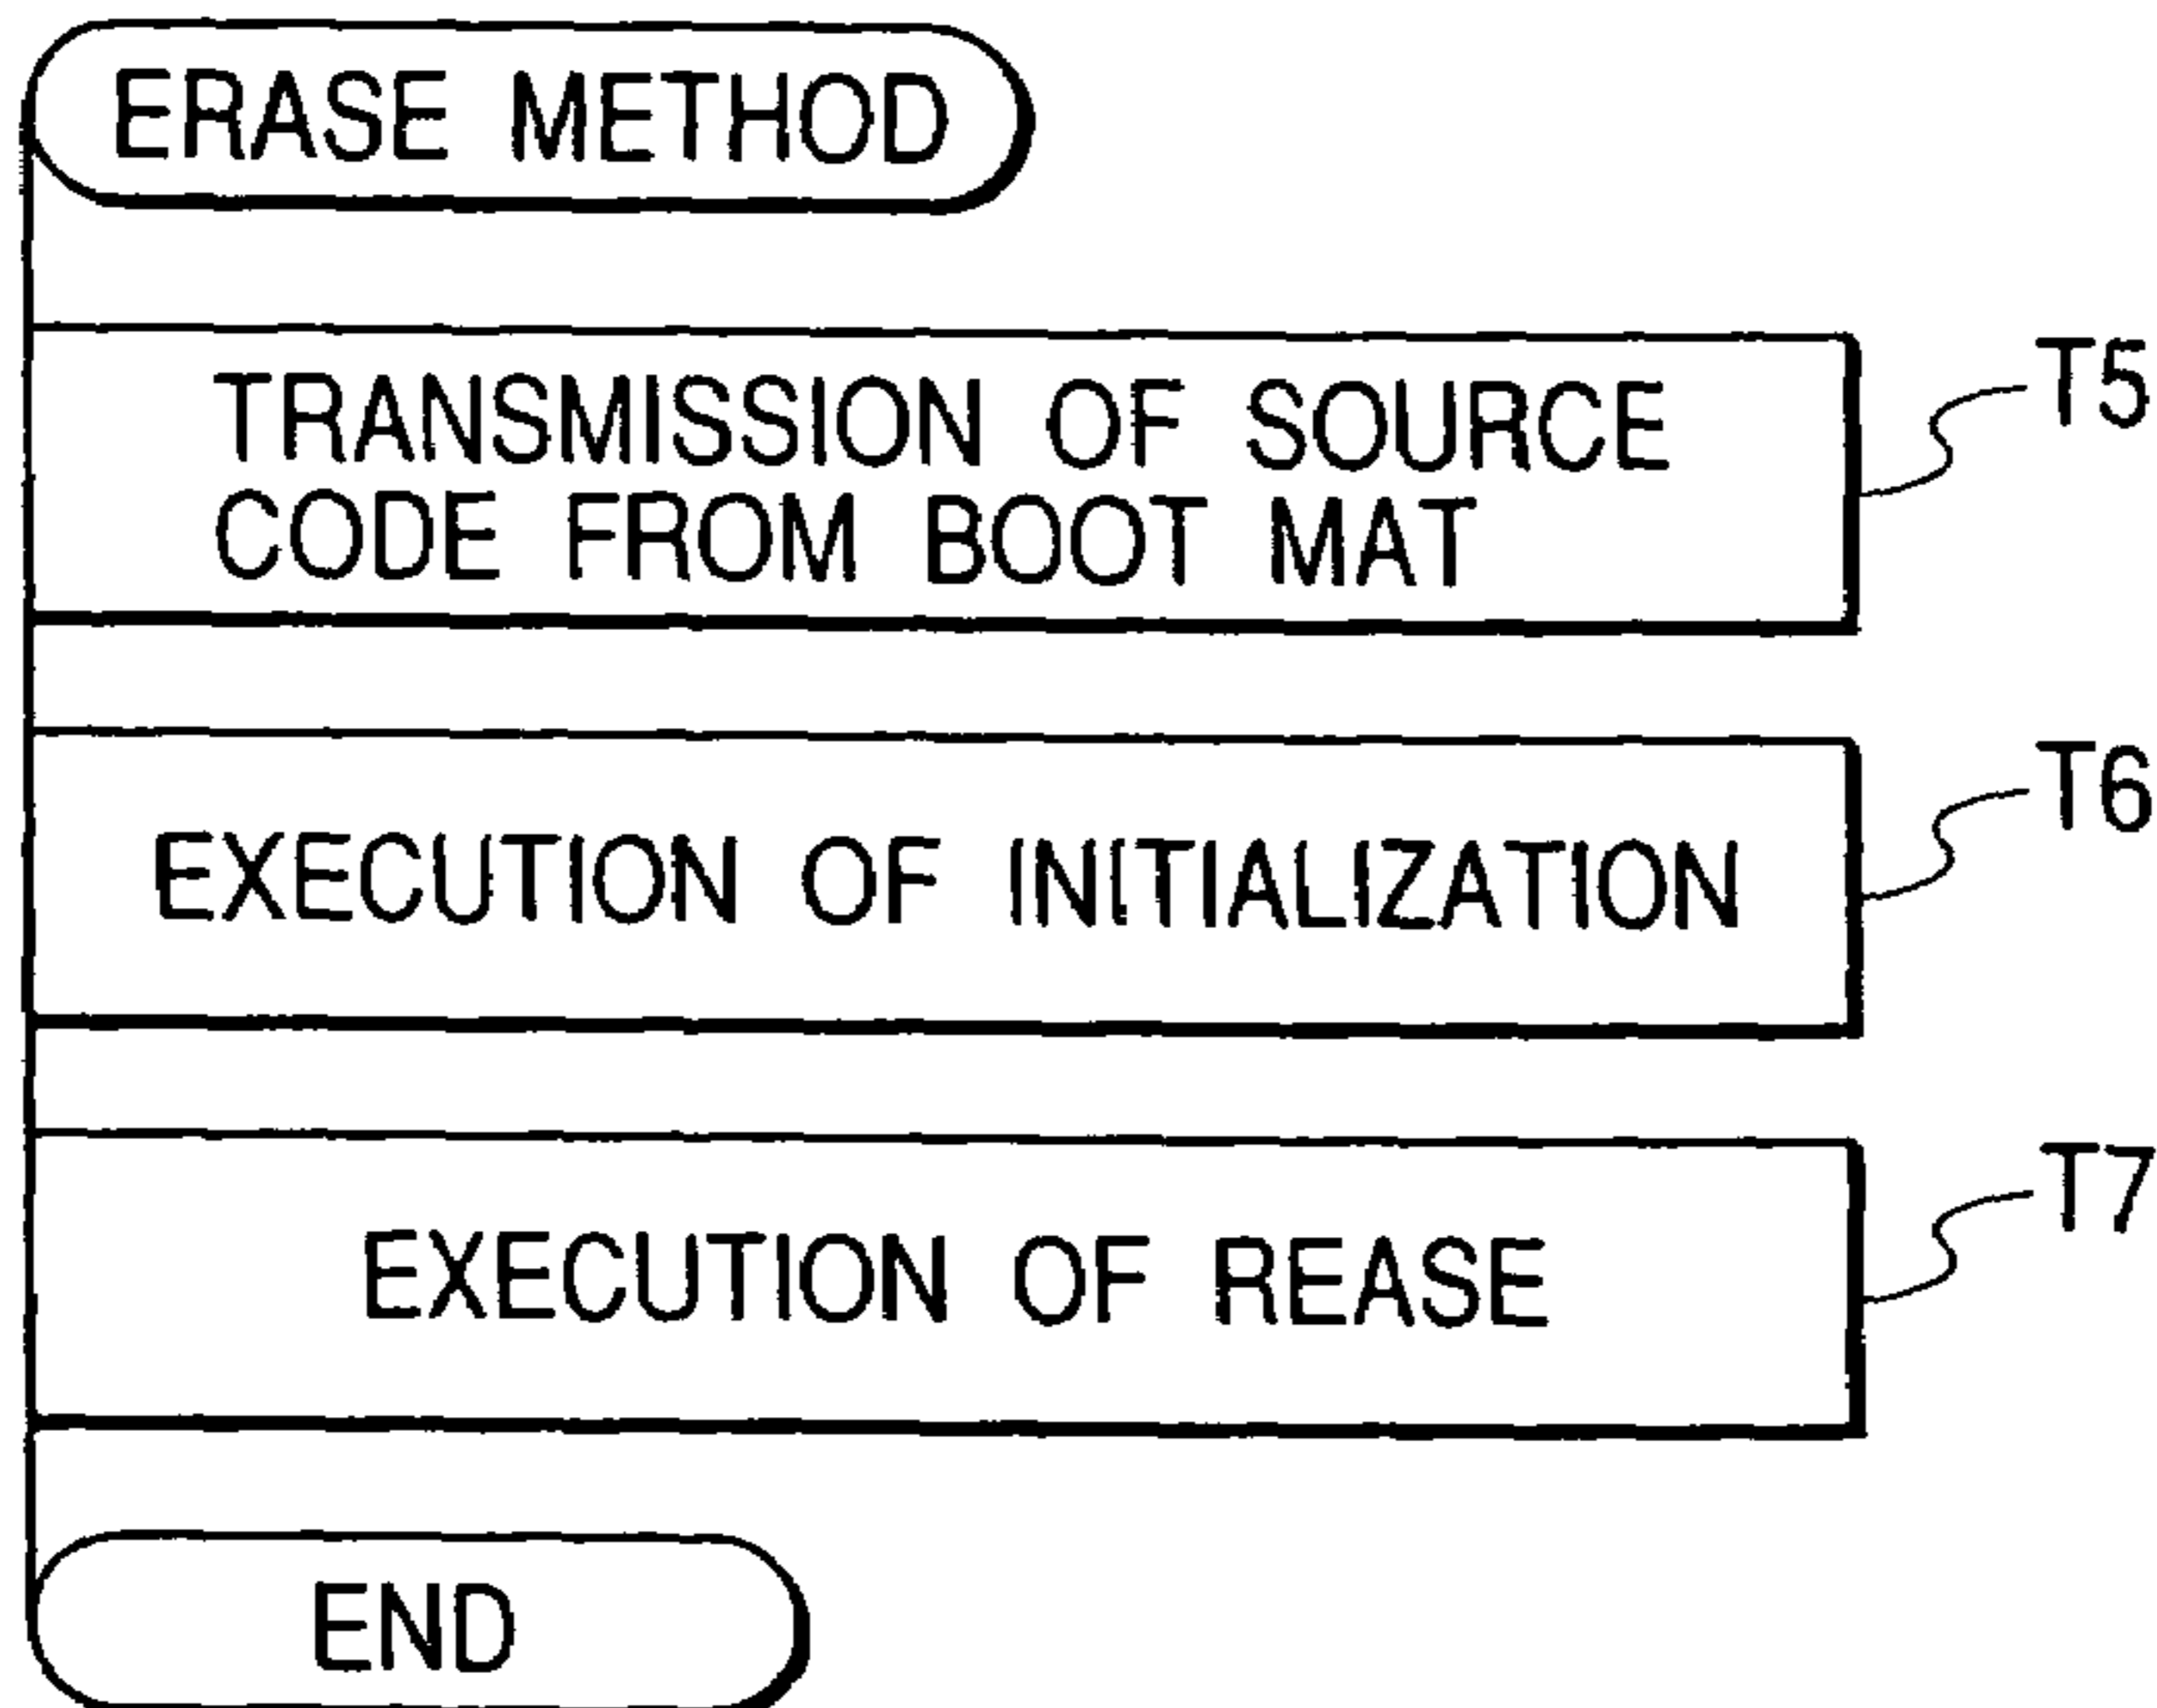 ERASE METHOD
TRANSMISSION OF SOURCE
CODE FROM BOOT MAT
T5
EXECUTION OF INITIALIZATION
T6
EXECUTION OF REASE
T7
END